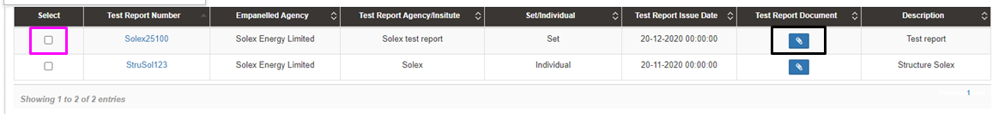 Select Test Report Number Empanelled Agency Test Report Agency/Insitute Set/Individual Test Report Issue Date Test Report Document Description
Solex25100 Solex Energy Limited Solex test report Set 20-12-2020 00:00:00 Test report
StruSol123 Solex Energy Limited Solex Individual 20-11-2020 00:00:00 Structure Solex
Showing 1 to 2 of 2 entries 1